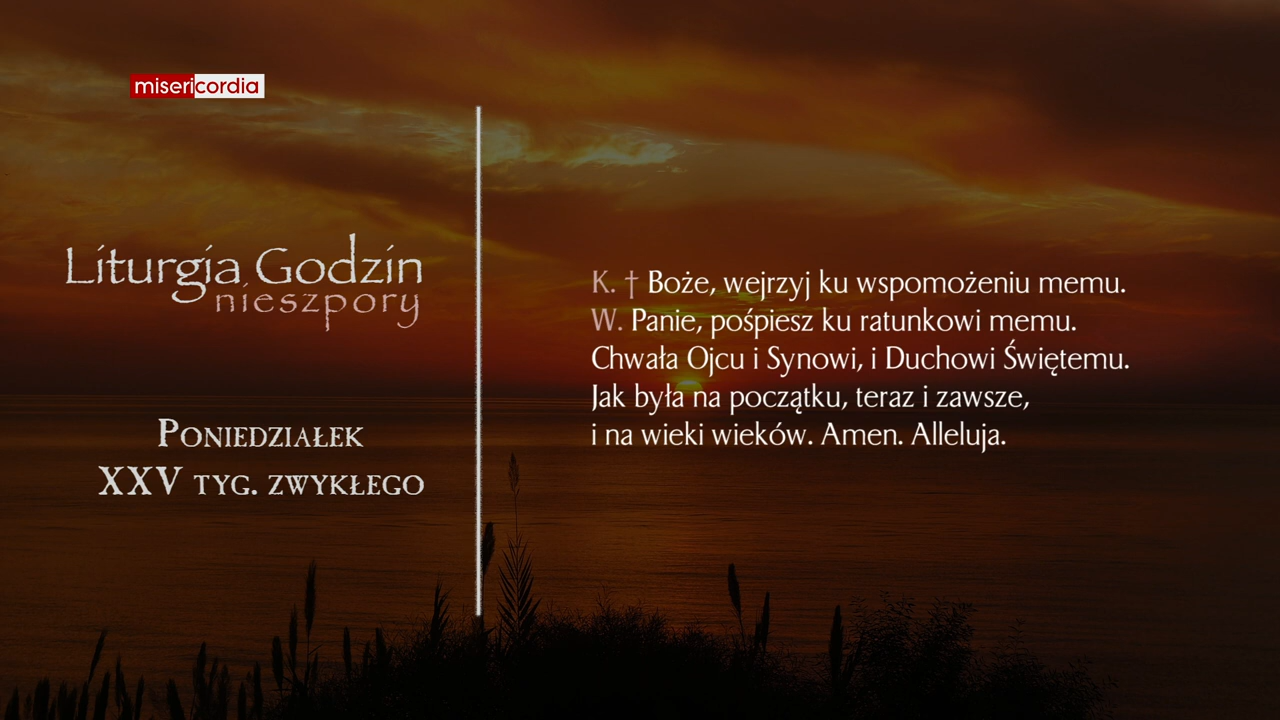 misericordia
Liturgia Godzin
nieszpory
Poniedziałek
XXV tyg. zwykłego
K. † Boże, wejrzyj ku wspomożeniu memu.
W. Panie, pośpiesz ku ratunkowi memu.
Chwała Ojcu i Synowi, i Duchowi Świętemu.
Jak była na początku, teraz i zawsze,
i na wieki wieków. Amen. Alleluja.